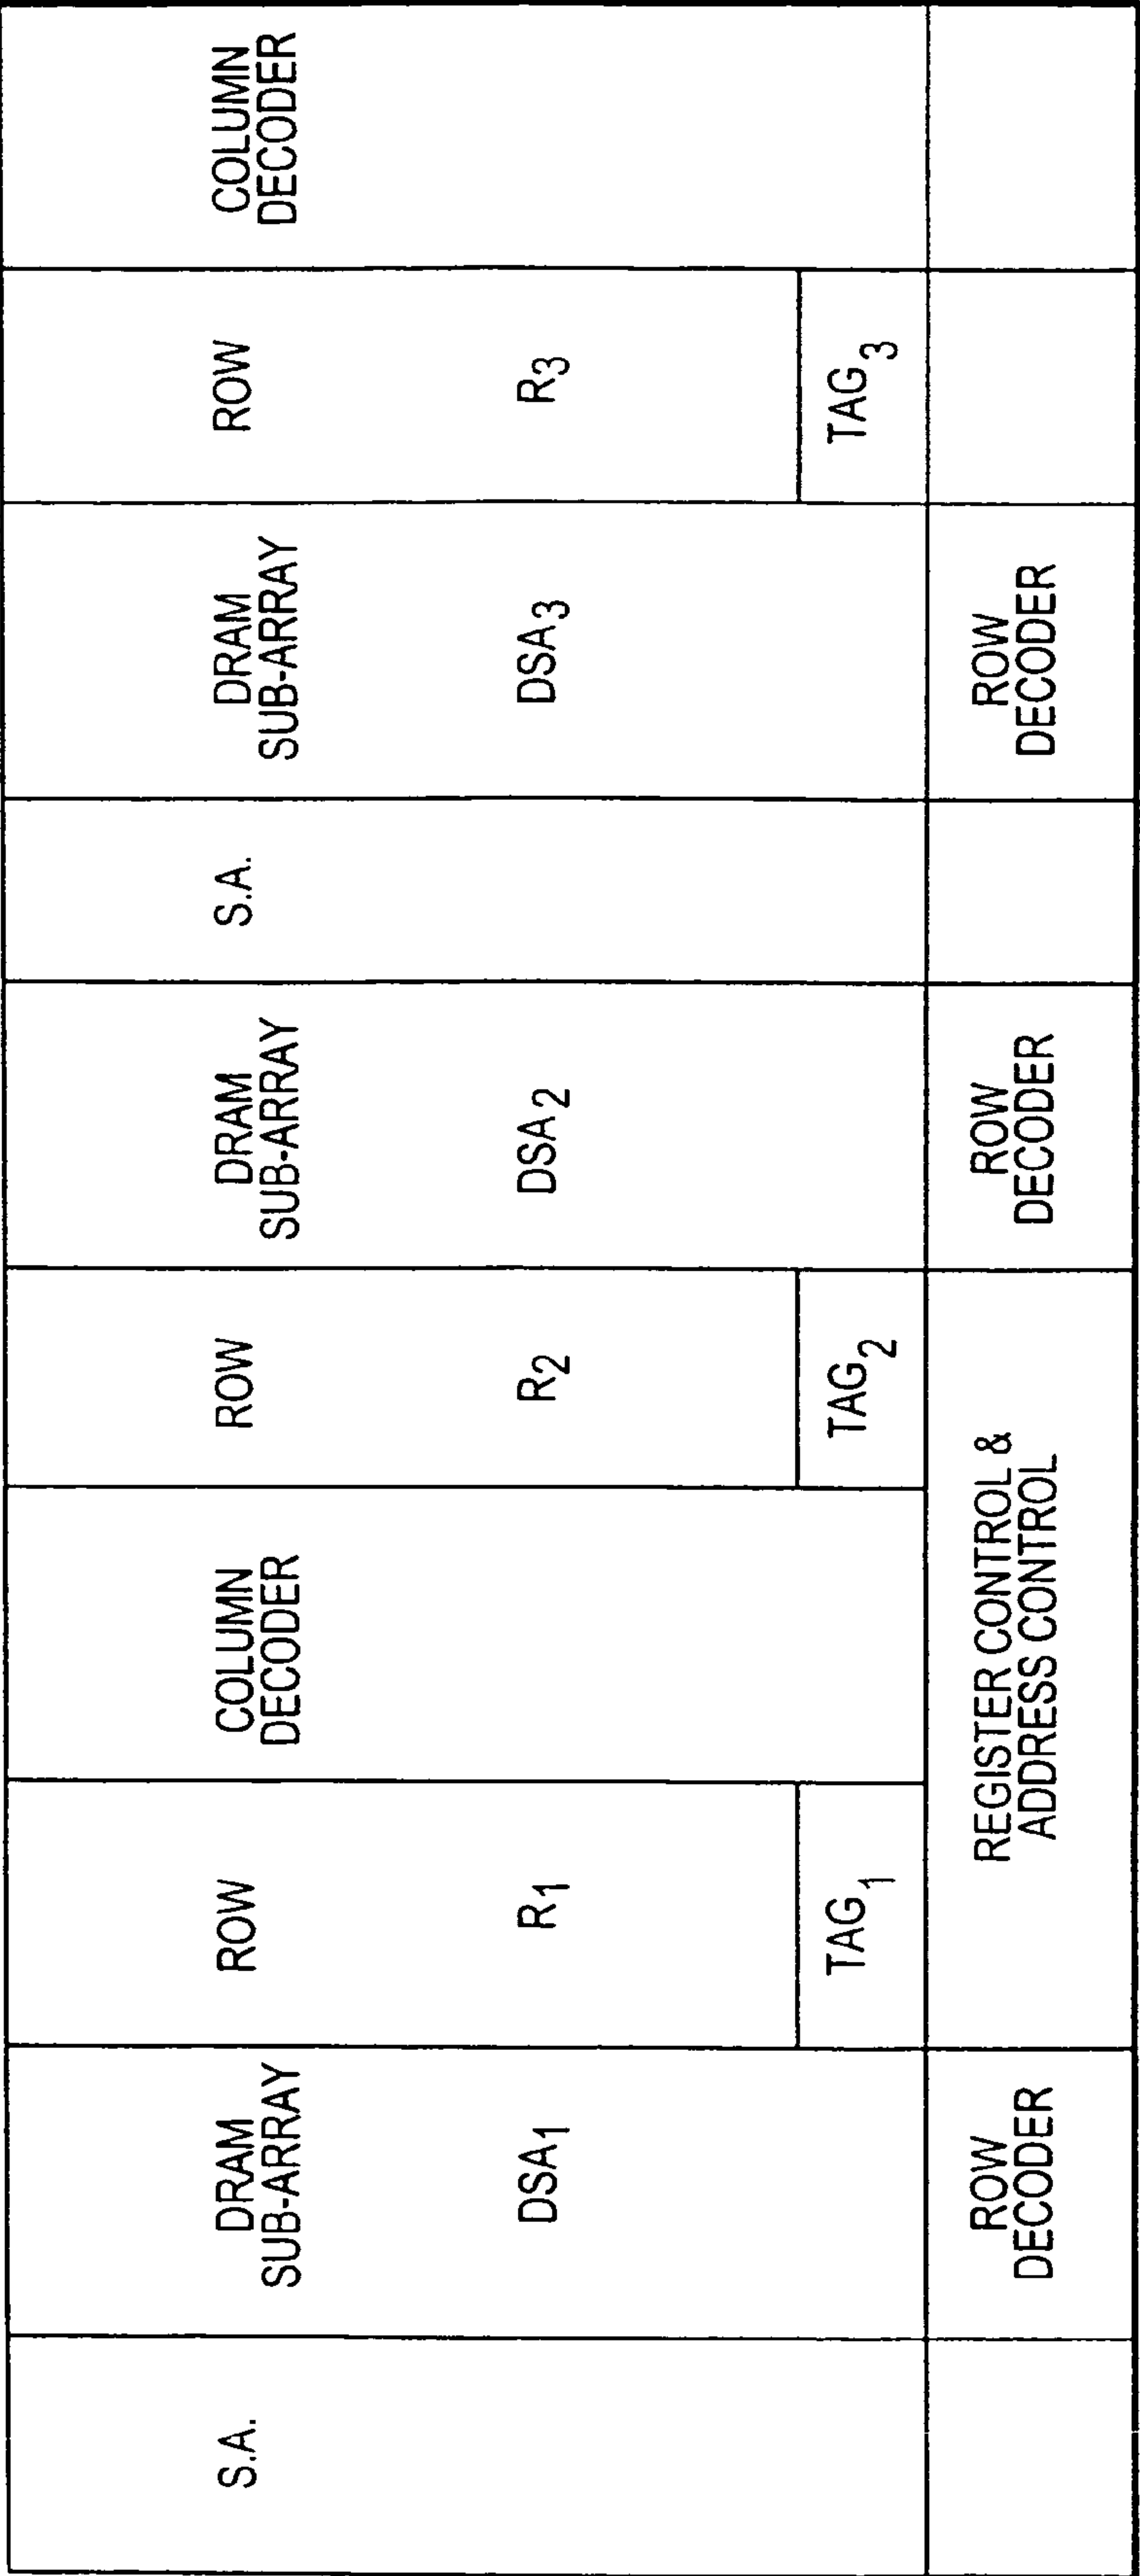 S.A.
DRAM
SUB-ARRAY
DSA1
ROW
DECODER
ROW
R1
TAG1
COLUMN
DECODER
REGISTER CONTROL &
ADDRESS CONTROL
ROW
R2
TAG2
DRAM
SUB-ARRAY
DSA2
ROW
DECODER
S.A.
DRAM
SUB-ARRAY
DSA3
ROW
DECODER
ROW
R3
TAG3
COLUMN
DECODER